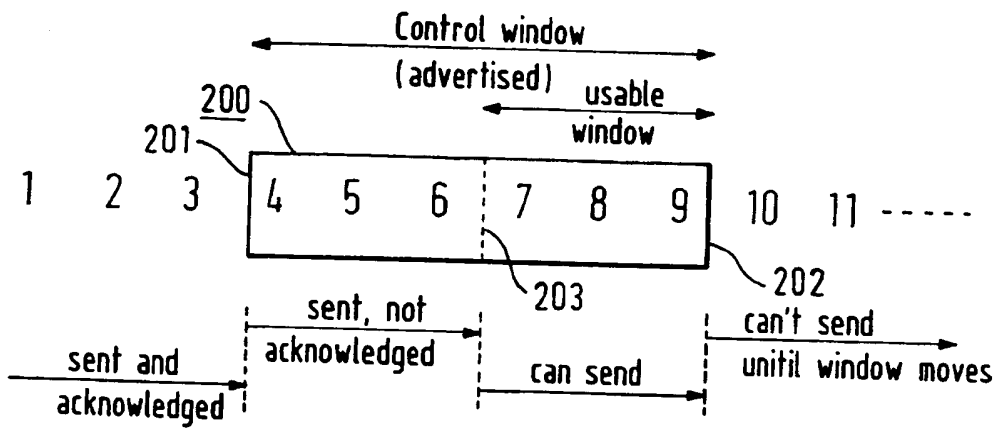 Control window
(advertised)
usable
window
200
201
1 2 3 4 5 6 7 8 9 10 11 -----
203
202
sent, not
acknowledged
can't send
unitil window moves
sent and
acknowledged
can send